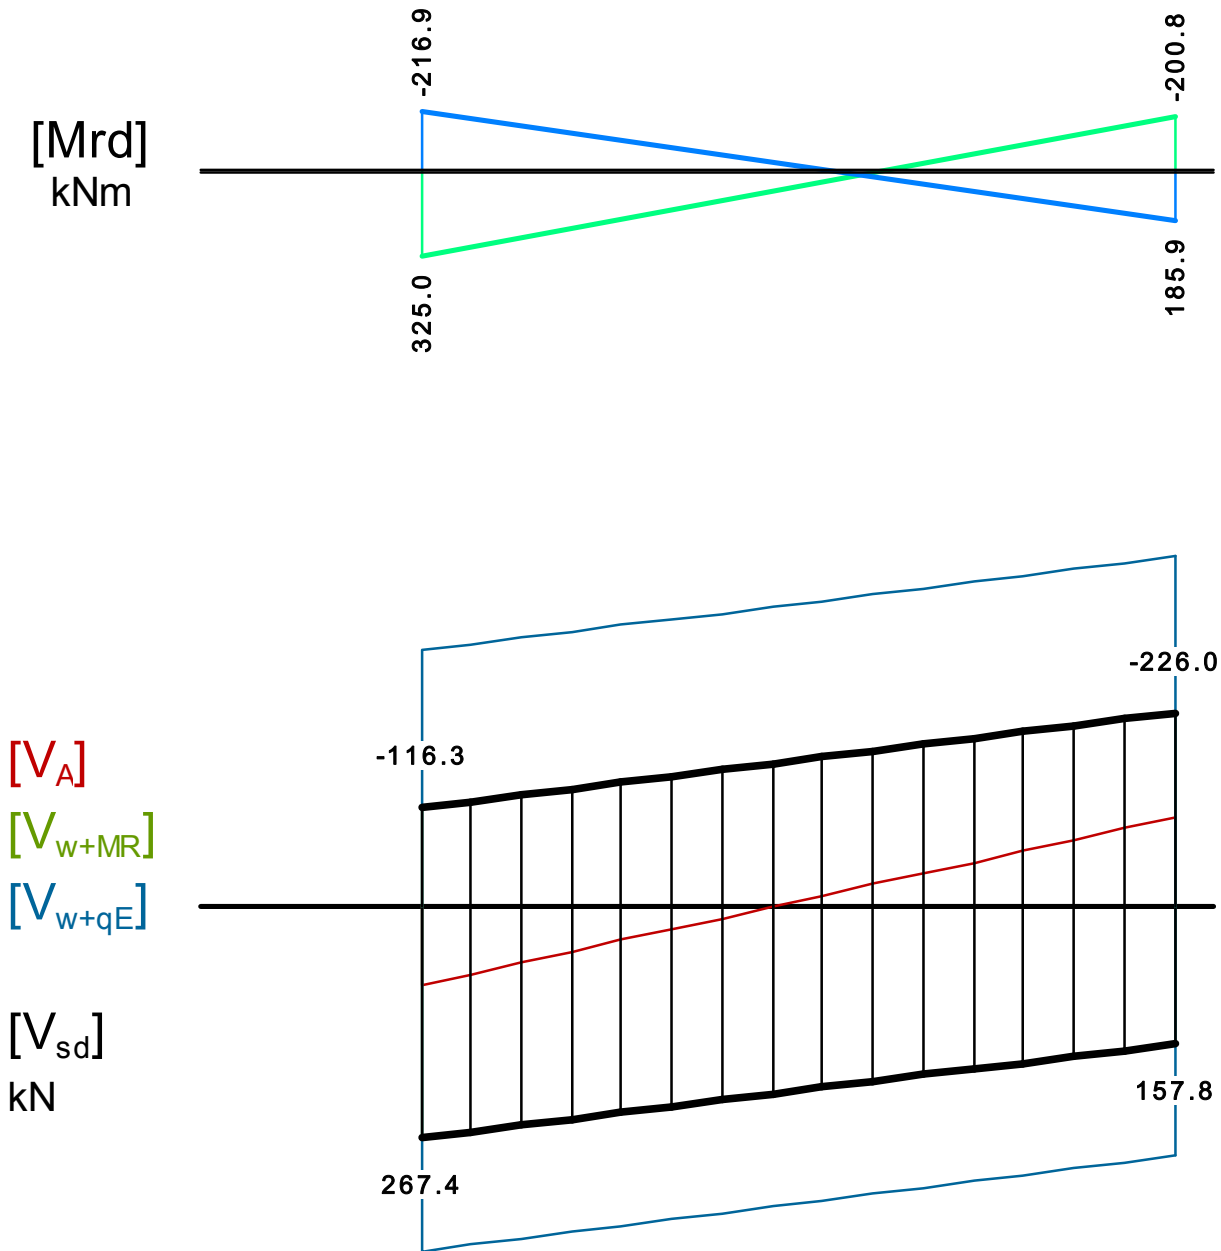 -216.9
-200.8
[Mrd]
kNm
325.0
185.9
-226.0
-116.3
[VA]
[Vw+MR]
[Vw+qE]
[Vsd]
kN
157.8
267.4